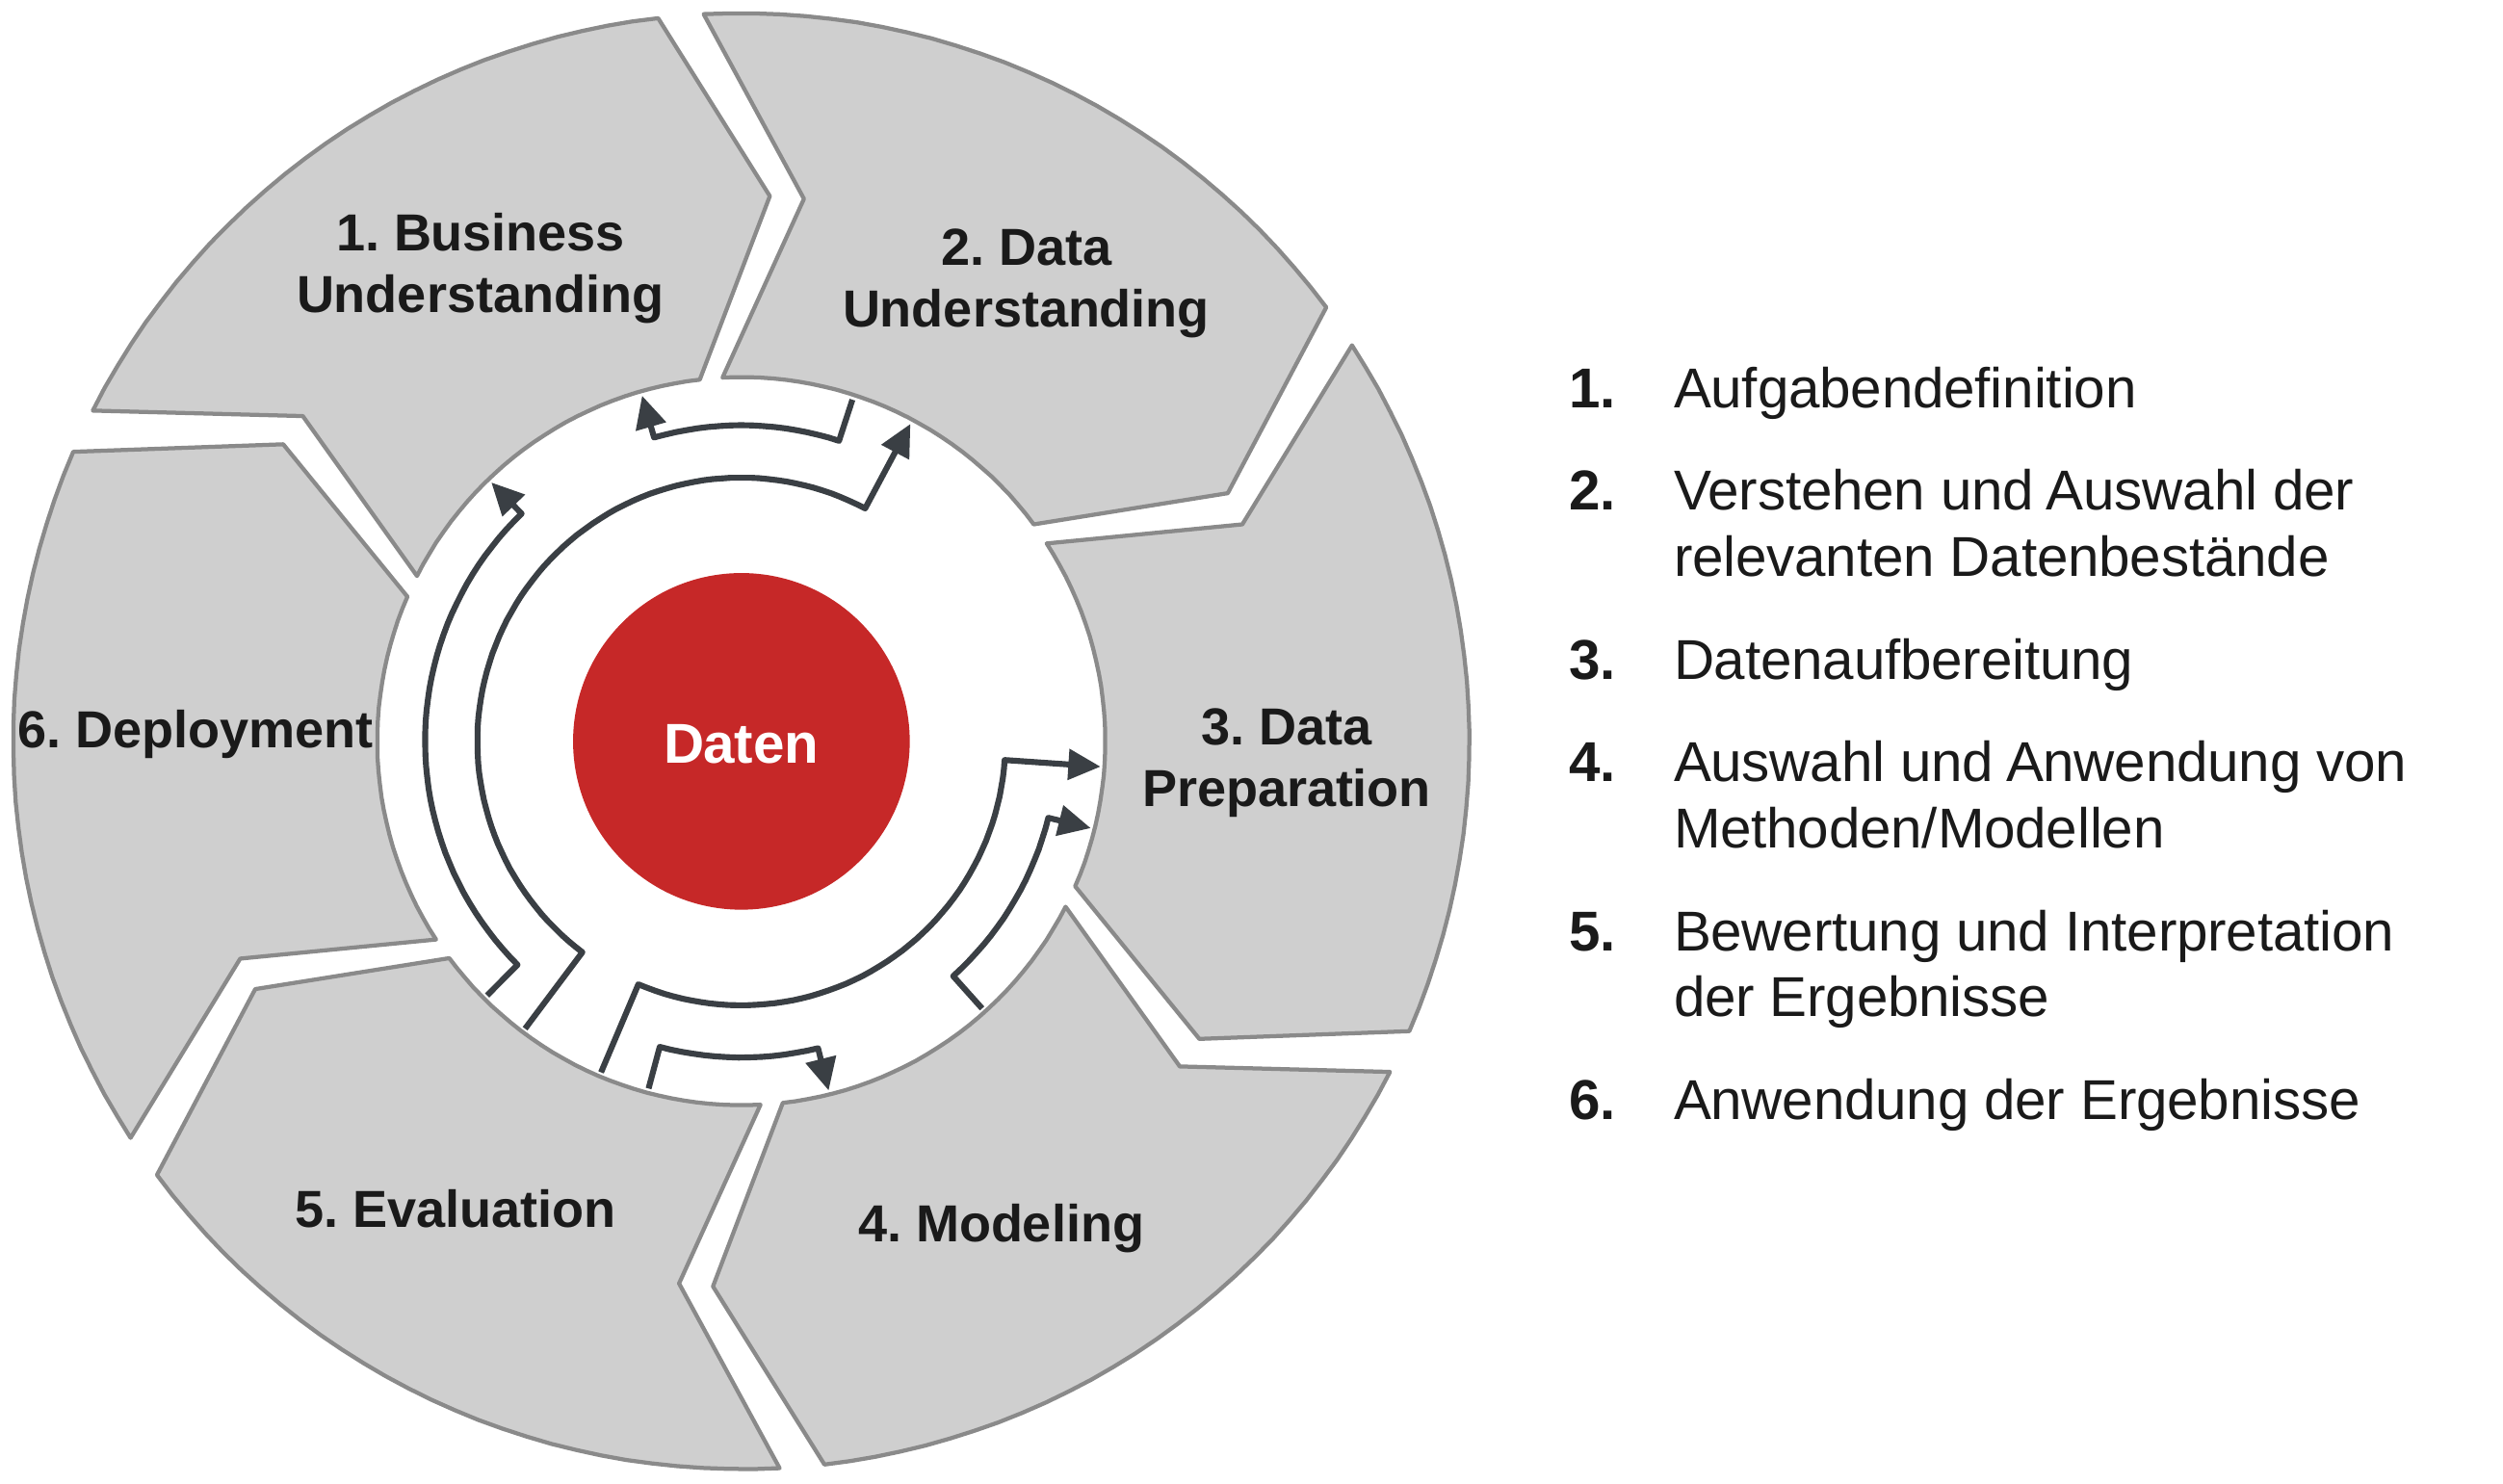 1. Business
Understanding
2. Data
Understanding
3. Data
Preparation
4. Modeling
5. Evaluation
6. Deployment
Daten
1. Aufgabendefinition
2. Verstehen und Auswahl der
relevanten Datenbestände
3. Datenaufbereitung
4. Auswahl und Anwendung von
Methoden/Modellen
5. Bewertung und Interpretation
der Ergebnisse
6. Anwendung der Ergebnisse